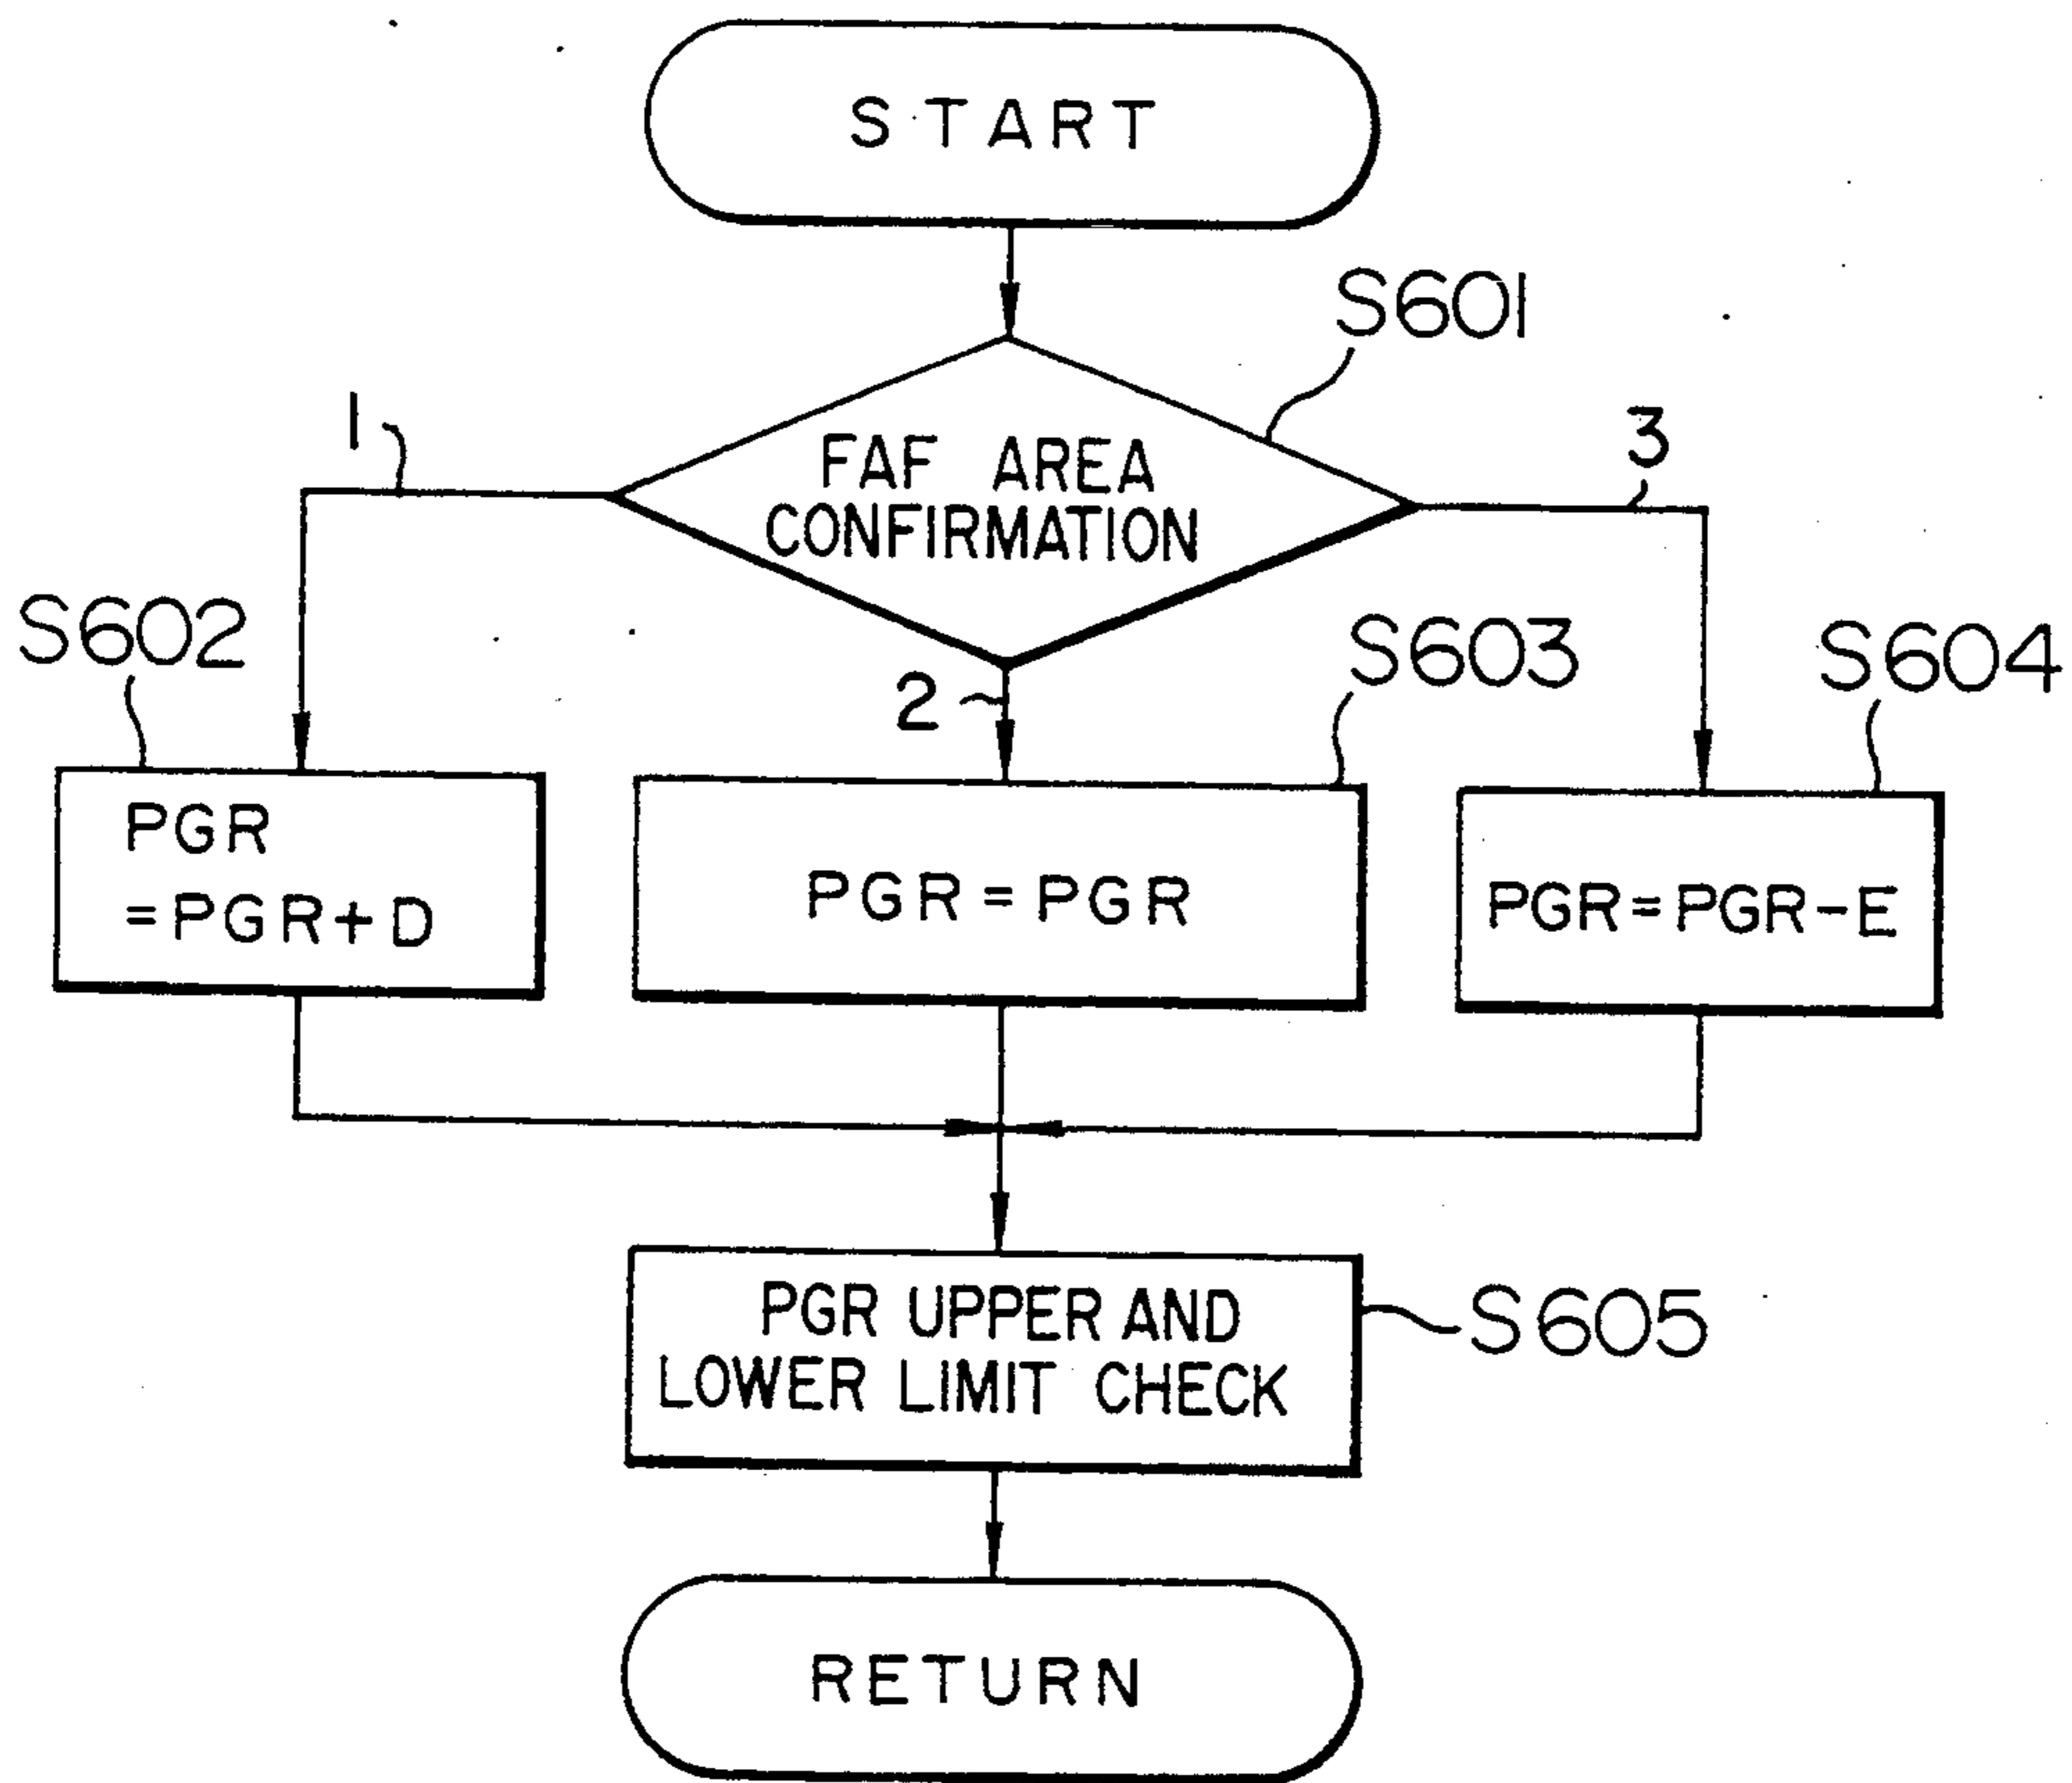 START
S601
1
FAF AREA
CONFIRMATION
3
S602
2
S603
S604
PGR
=PGR+D
PGR=PGR
PGR=PGR-E
PGR UPPER AND
LOWER LIMIT CHECK
S605
RETURN